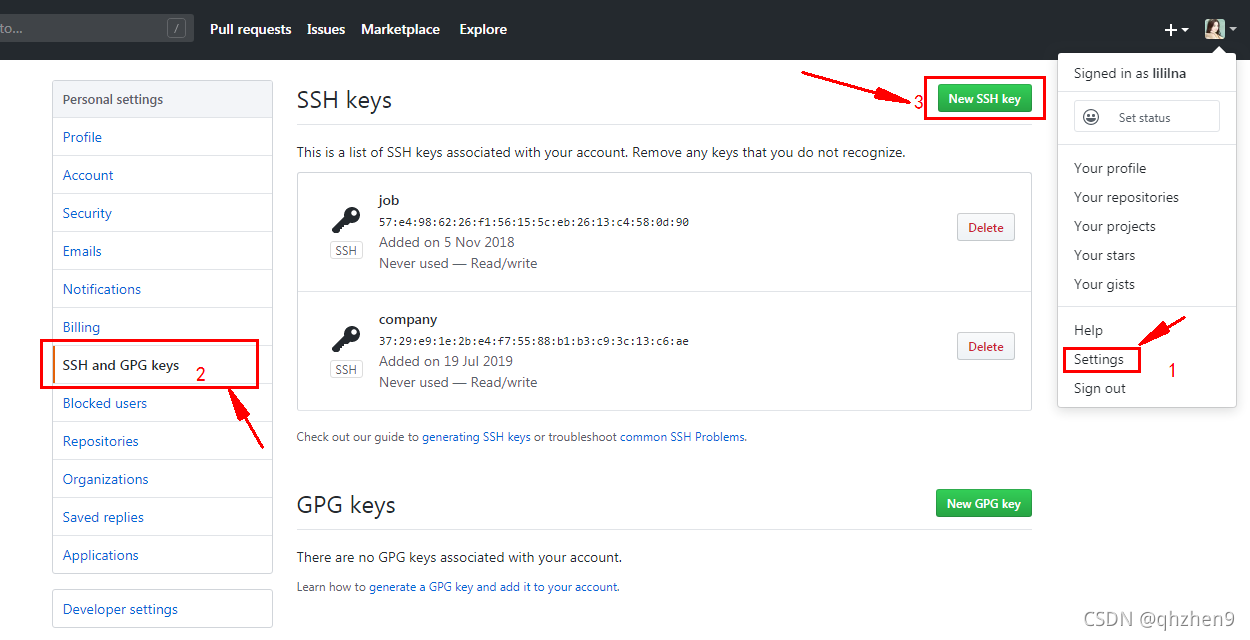 to...
/
Pull requests
Issues
Marketplace
Explore
Signed in as lililna
Set status
Your profile
Your repositories
Your projects
Your stars
Your gists
Help
Settings
1
Sign out
Personal settings
Profile
Account
Security
Emails
Notifications
Billing
SSH and GPG keys
2
Blocked users
Repositories
Organizations
Saved replies
Applications
Developer settings
SSH keys
3
New SSH key
This is a list of SSH keys associated with your account. Remove any keys that you do not recognize.
job
57:e4:98:62:26:f1:56:15:5c:eb:26:13:c4:58:0d:90
SSH
Added on 5 Nov 2018
Never used — Read/write
Delete
company
37:29:e9:1e:2b:e4:f7:55:88:b1:b3:c9:3c:13:c6:ae
SSH
Added on 19 Jul 2019
Never used — Read/write
Delete
Check out our guide to generating SSH keys or troubleshoot common SSH Problems.
GPG keys
New GPG key
There are no GPG keys associated with your account.
Learn how to generate a GPG key and add it to your account.
CSDN @qhzhen9